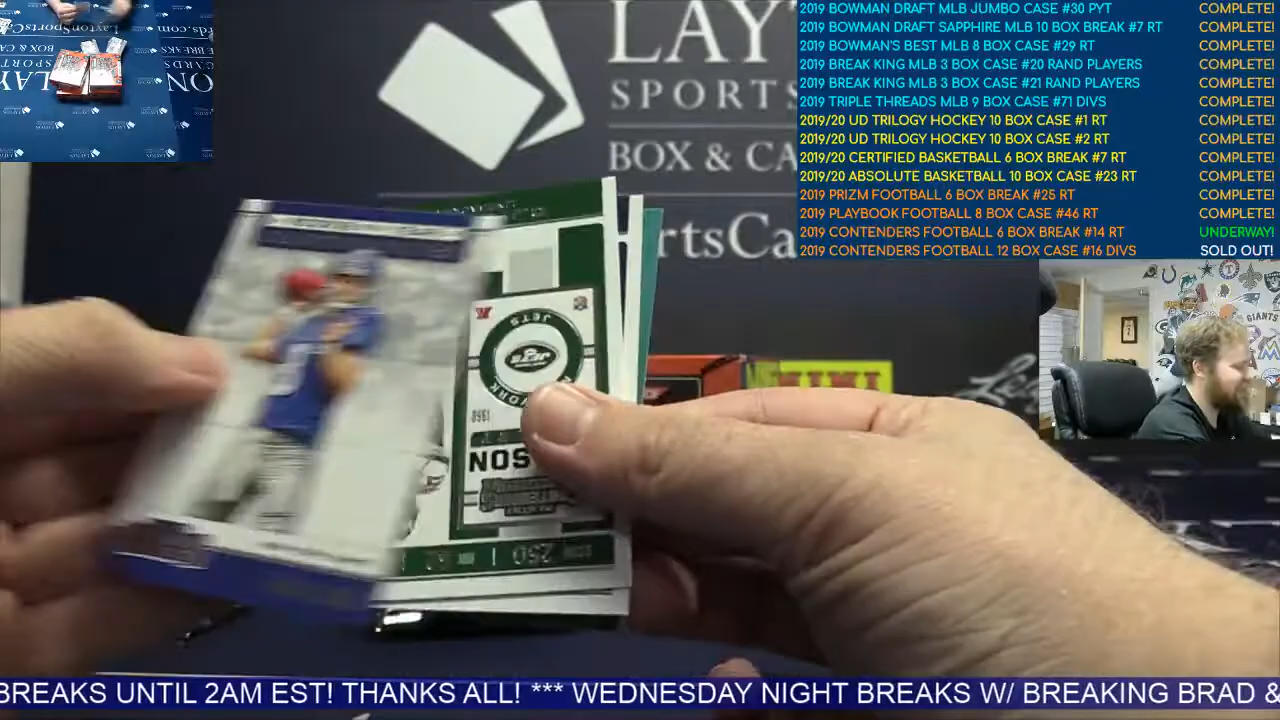 2019 BOWMAN DRAFT MLB JUMBO CASE #30 PYT COMPLETE!
2019 BOWMAN DRAFT SAPPHIRE MLB 10 BOX BREAK #7 RT COMPLETE!
2019 BOWMAN'S BEST MLB 8 BOX CASE #29 RT COMPLETE!
2019 BREAK KING MLB 3 BOX CASE #20 RAND PLAYERS COMPLETE!
2019 BREAK KING MLB 3 BOX CASE #21 RAND PLAYERS COMPLETE!
2019 TRIPLE THREADS MLB 9 BOX CASE #71 DIVS COMPLETE!
2019/20 UD TRILOGY HOCKEY 10 BOX CASE #1 RT COMPLETE!
2019/20 UD TRILOGY HOCKEY 10 BOX CASE #2 RT COMPLETE!
2019/20 CERTIFIED BASKETBALL 6 BOX BREAK #7 RT COMPLETE!
2019/20 ABSOLUTE BASKETBALL 10 BOX CASE #23 RT COMPLETE!
2019 PRIZM FOOTBALL 6 BOX BREAK #25 RT COMPLETE!
2019 PLAYBOOK FOOTBALL 8 BOX CASE #46 RT COMPLETE!
2019 CONTENDERS FOOTBALL 6 BOX BREAK #14 RT UNDERWAY!
2019 CONTENDERS FOOTBALL 12 BOX CASE #16 DIVS SOLD OUT!
LAY
SPORTS
BOX & CA
rtsCa
JETS
NOS
GIANTS
BREAKS UNTIL 2AM EST! THANKS ALL! *** WEDNESDAY NIGHT BREAKS W/ BREAKING BRAD &